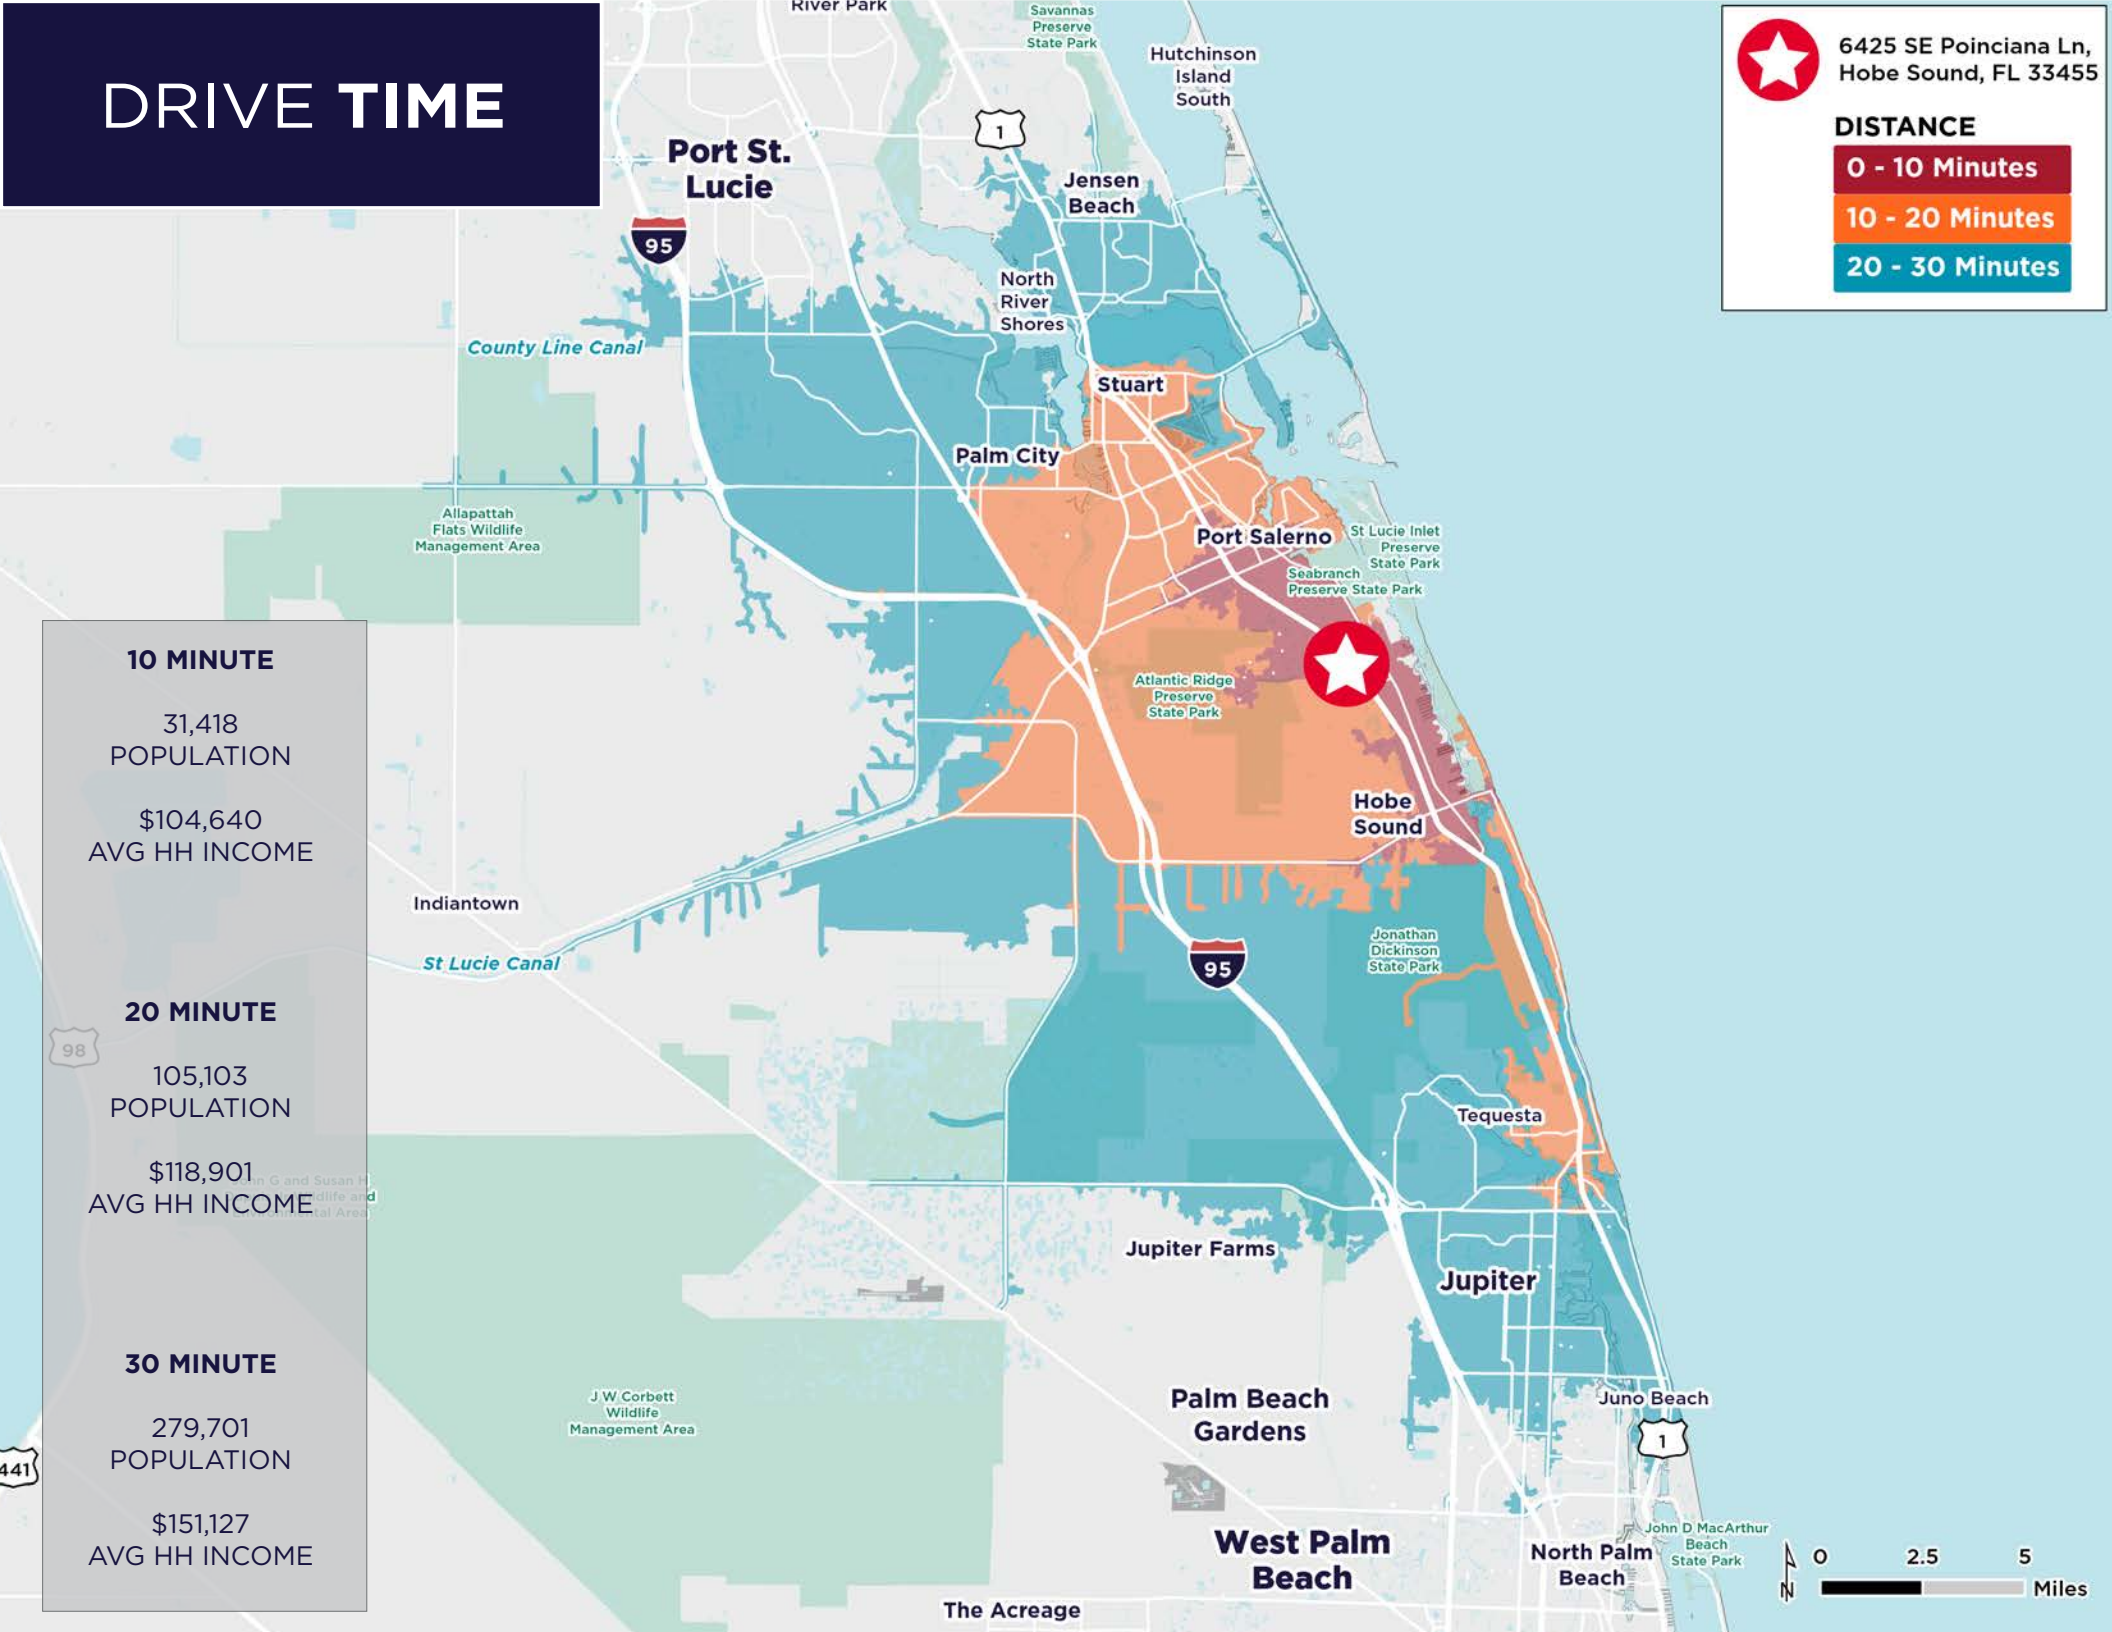 DRIVE TIME
6425 SE Poinciana Ln,
Hobe Sound, FL 33455
DISTANCE
0 - 10 Minutes
10 - 20 Minutes
20 - 30 Minutes
River Park
Savannas
Preserve
State Park
Hutchinson
Island
South
1
Port St.
Lucie
Jensen
Beach
95
North
River
Shores
County Line Canal
Stuart
Palm City
Allapattah
Flats Wildlife
Management Area
Port Salerno
St Lucie Inlet
Preserve
State Park
Seabranch
Preserve State Park
Atlantic Ridge
Preserve
State Park
Hobe
Sound
Indiantown
St Lucie Canal
Jonathan
Dickinson
State Park
95
Tequesta
Jupiter Farms
Jupiter
J W Corbett
Wildlife
Management Area
Palm Beach
Gardens
Juno Beach
1
West Palm
Beach
North Palm
Beach
John D MacArthur
Beach
State Park
The Acreage
98
441
John G and Susan H
Wildlife and
Environmental Area
10 MINUTE
31,418
POPULATION
$104,640
AVG HH INCOME
20 MINUTE
105,103
POPULATION
$118,901
AVG HH INCOME
30 MINUTE
279,701
POPULATION
$151,127
AVG HH INCOME
N
0 2.5 5
Miles